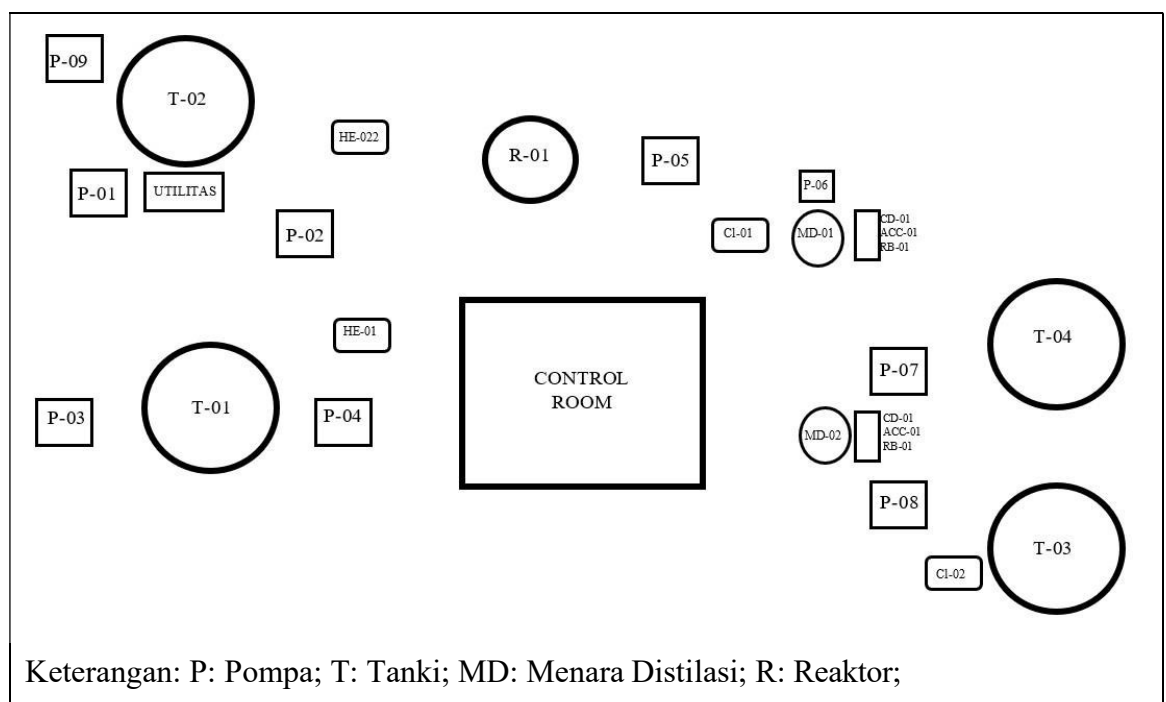 P-09
T-02
HE-022
R-01
P-05
P-01
UTILITAS
P-06
P-02
Cl-01
MD-01
CD-01
ACC-01
RB-01
HE-01
T-04
CONTROL
ROOM
P-07
P-03
T-01
P-04
MD-02
CD-01
ACC-01
RB-01
P-08
T-03
Cl-02
Keterangan: P: Pompa; T: Tanki; MD: Menara Distilasi; R: Reaktor;